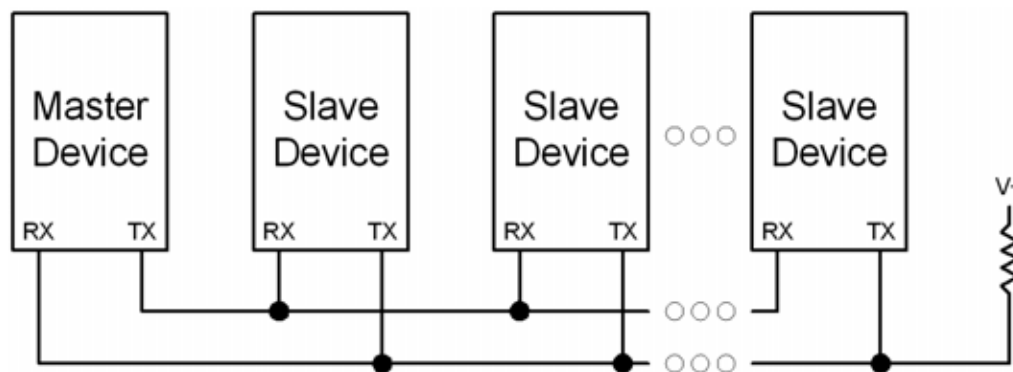 Master
Device
Slave
Device
Slave
Device
Slave
Device
RX TX
RX TX
RX TX
RX TX